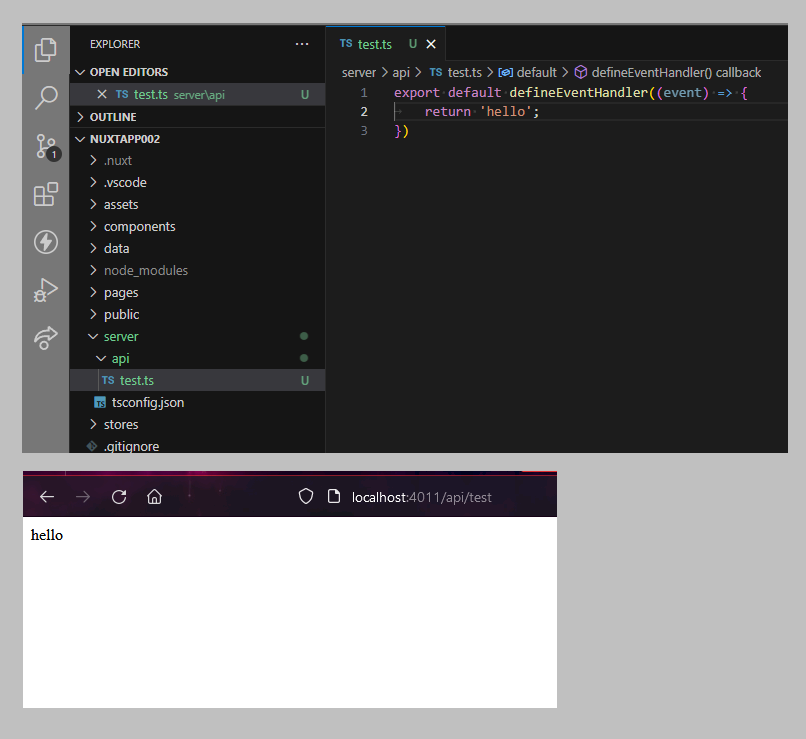 EXPLORER ...
OPEN EDITORS
TS test.ts server\api U
OUTLINE
1
NUXTAPP002
.nuxt
.vscode
assets
components
data
node_modules
pages
public
server
api
TS test.ts U
TS tsconfig.json
stores
.gitignore
TS test.ts U
server > api > TS test.ts > default > defineEventHandler() callback
1 export default defineEventHandler((event) => {
2 return 'hello';
3 })
localhost:4011/api/test
hello